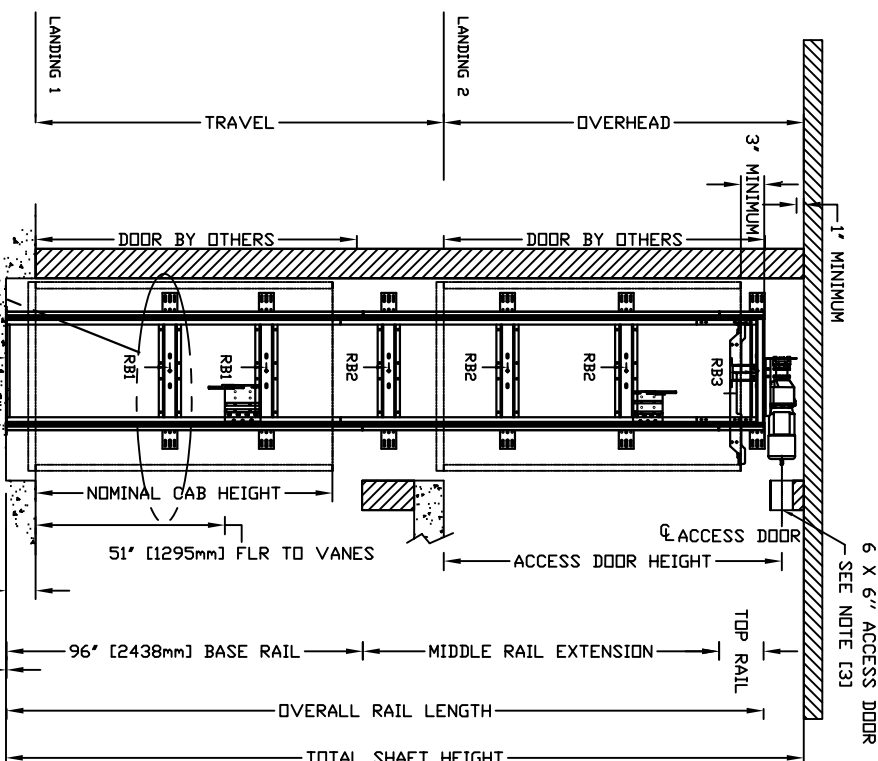 LANDING 1
LANDING 2
TRAVEL
OVERHEAD
3" MINIMUM
1" MINIMUM
DOOR BY OTHERS
DOOR BY OTHERS
RB1
RB1
RB2
RB2
RB2
RB3
NOMINAL CAB HEIGHT
51" [1295mm] FLR TO VANES
℄ ACCESS DOOR
ACCESS DOOR HEIGHT
6 X 6" ACCESS DOOR
SEE NOTE [3]
96" [2438mm] BASE RAIL
MIDDLE RAIL EXTENSION
TOP RAIL
OVERALL RAIL LENGTH
TOTAL SHAFT HEIGHT